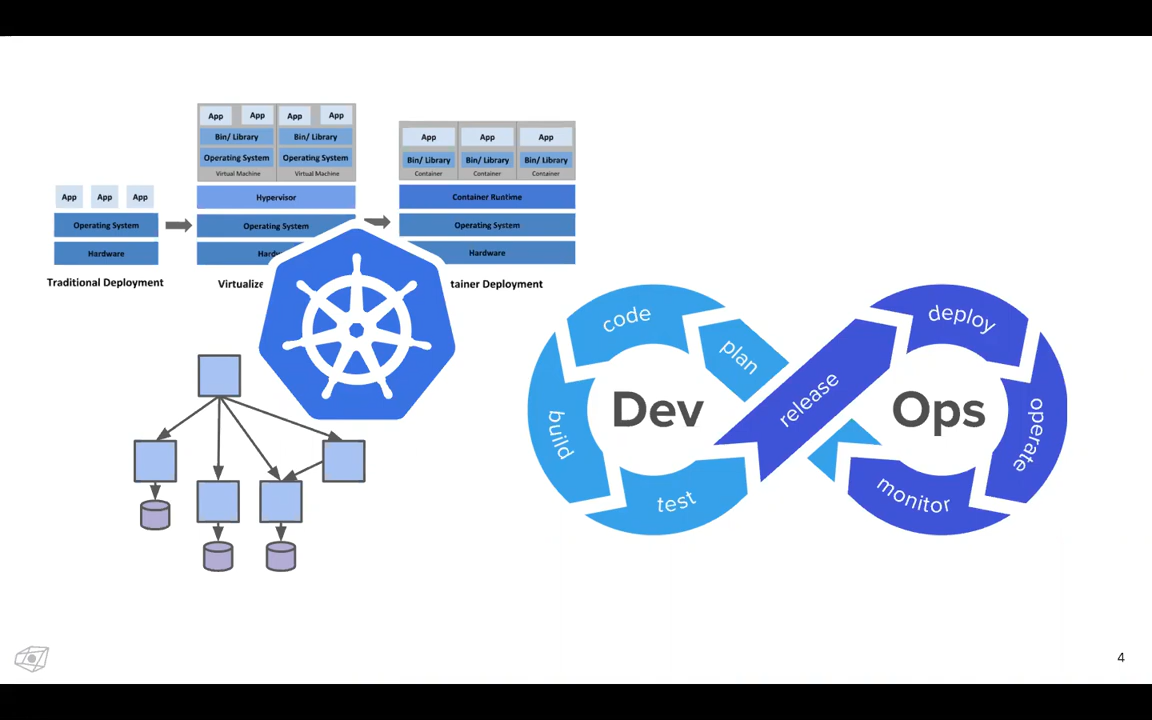 App App App
Operating System
Hardware
Traditional Deployment
App App App App
Bin/ Library Bin/ Library
Operating System Operating System
Virtual Machine Virtual Machine
Hypervisor
Operating System
App App App
Bin/ Library Bin/ Library Bin/ Library
Container Container Container
Container Runtime
Operating System
Hardware
Deployment
Dev
plan
code
build
test
Ops
release
deploy
operate
monitor
4